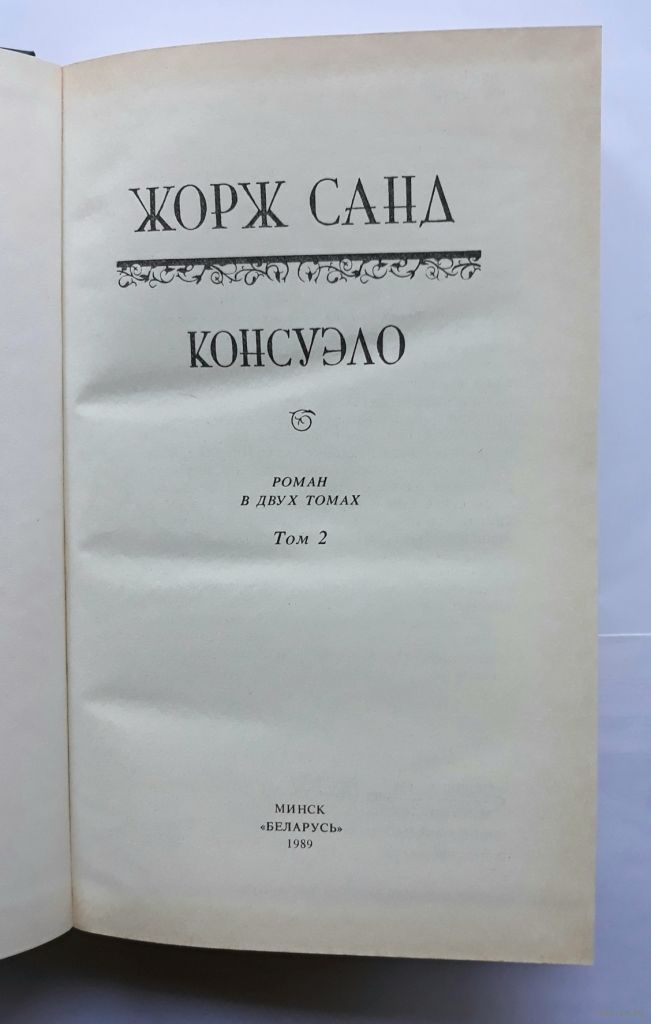 ЖОРЖ САНД
КОНСУЭЛО
РОМАН
В ДВУХ ТОМАХ
Том 2
МИНСК
«БЕЛАРУСЬ»
1989